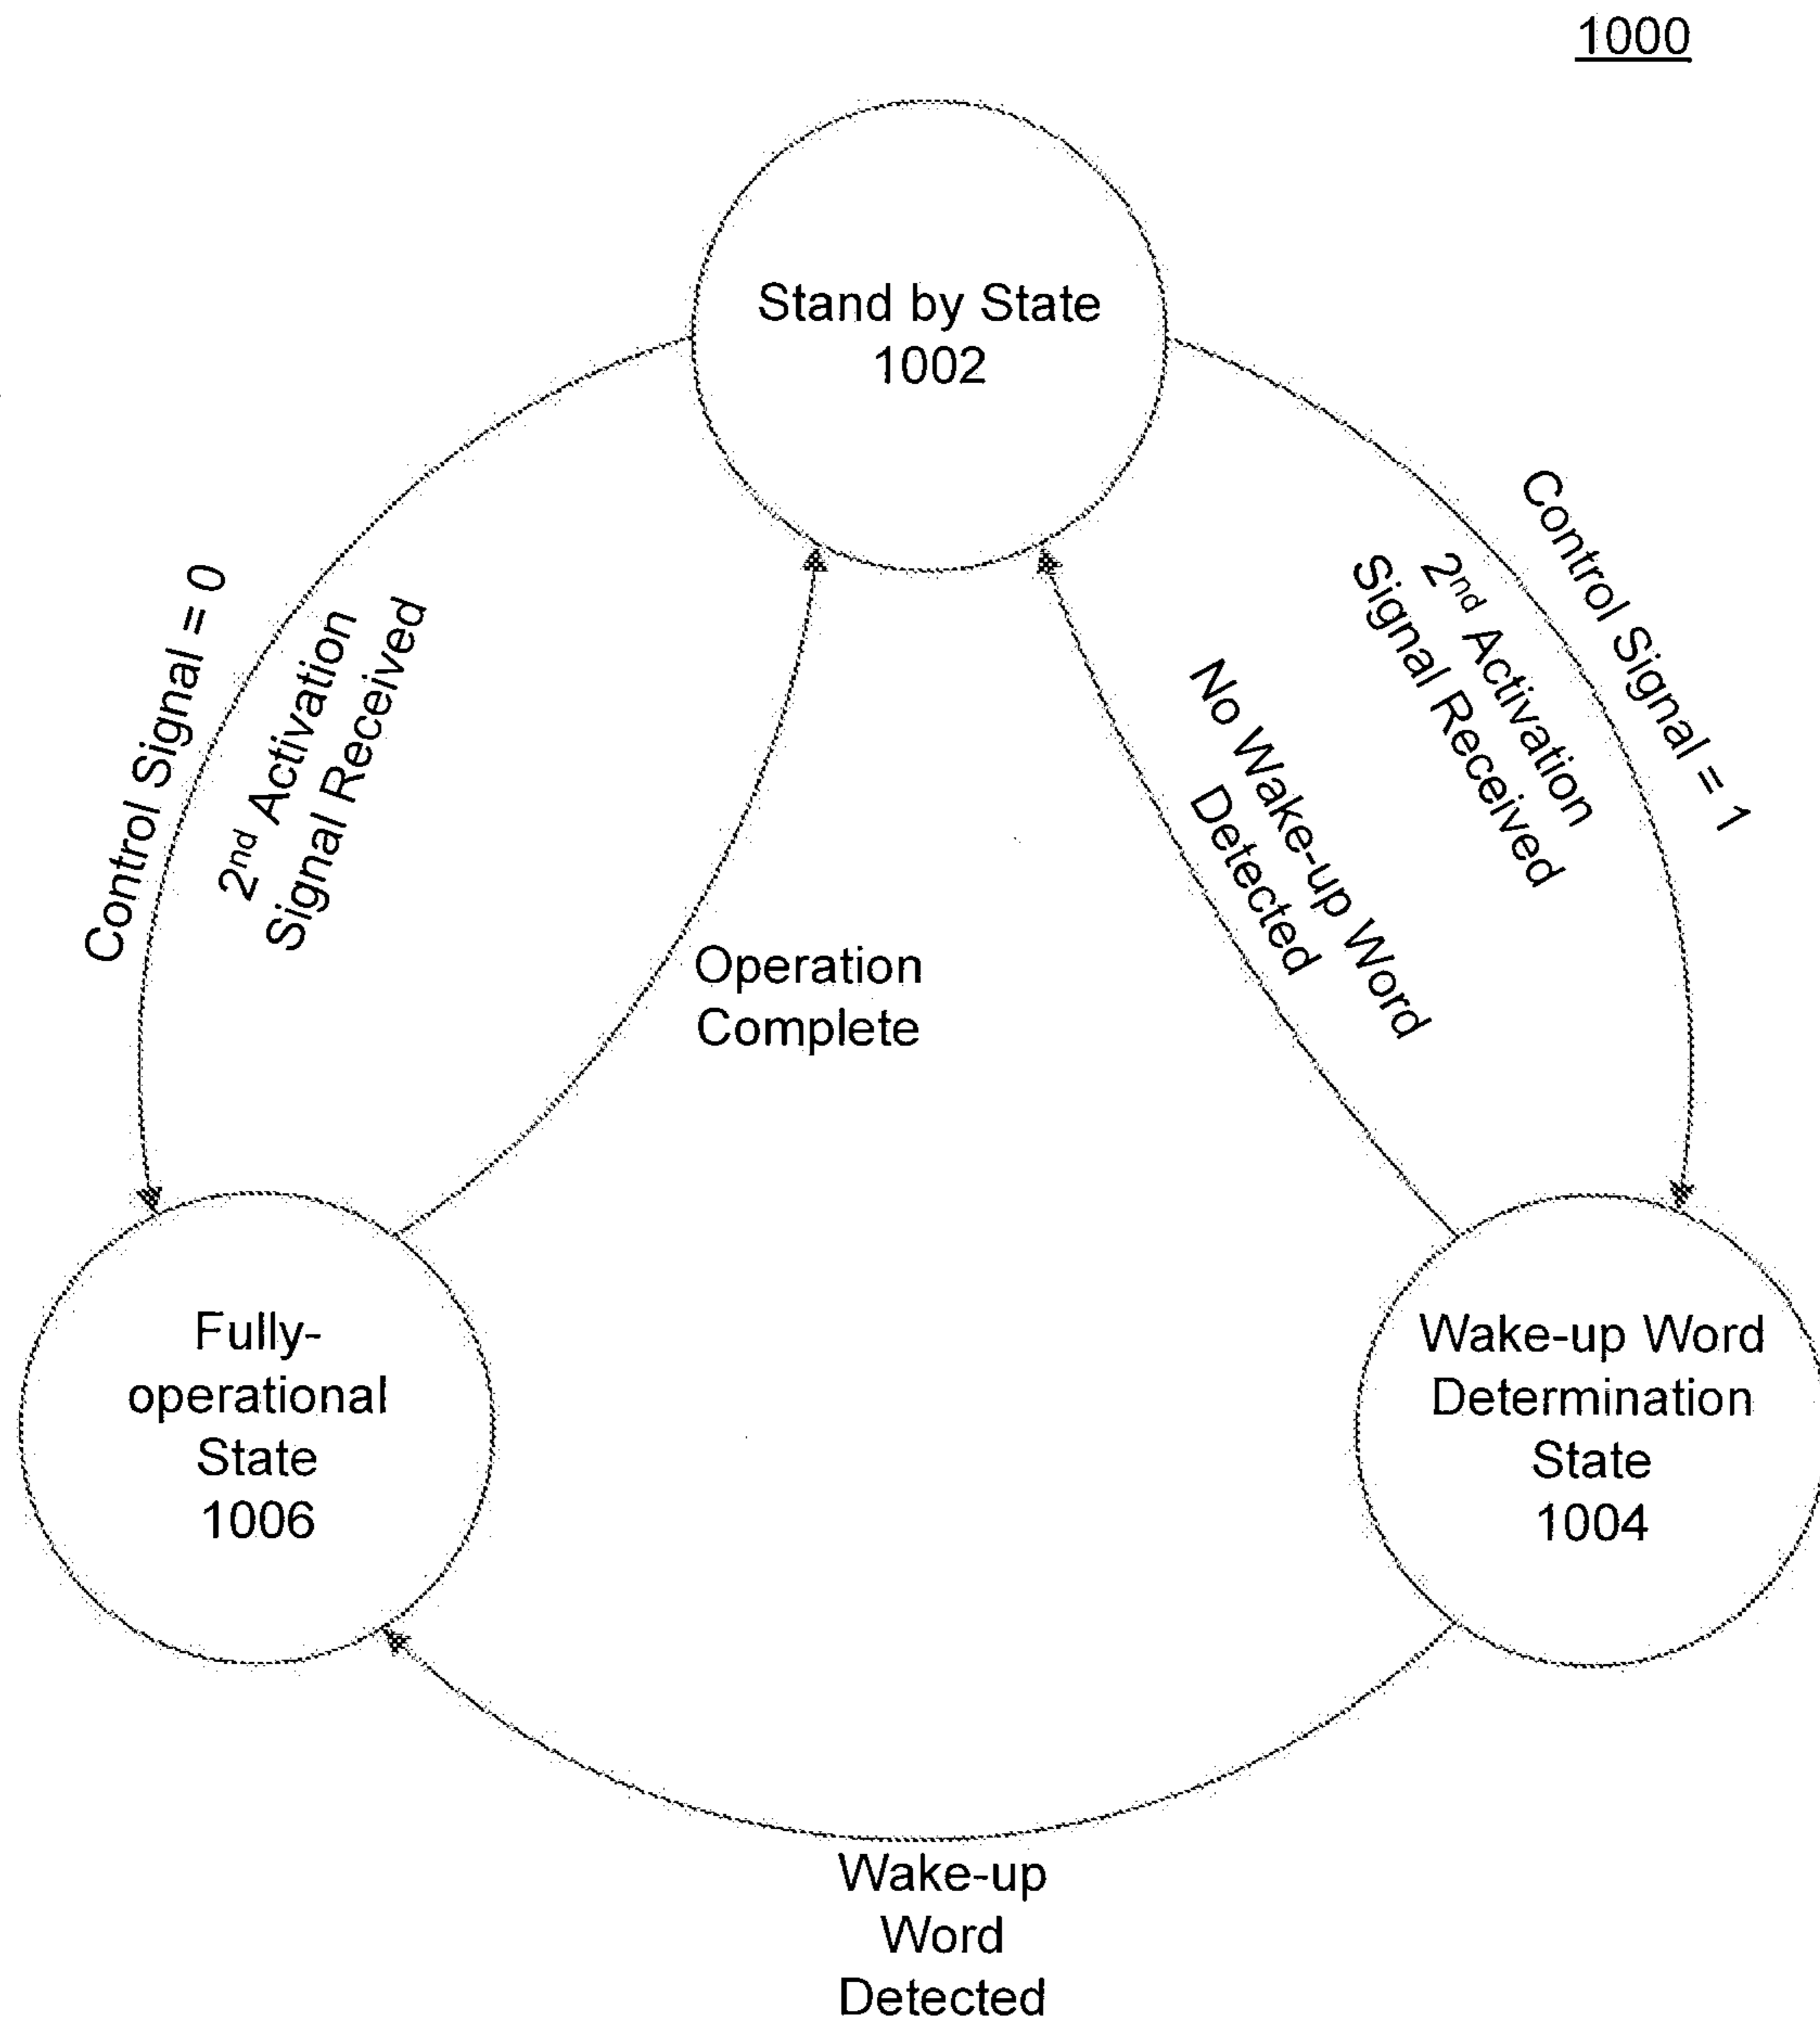 1000
Stand by State
1002
Control Signal = 0
2nd Activation
Signal Received
Control Signal = 1
2nd Activation
Signal Received
No Wake-up Word
Detected
Operation
Complete
Fully-
operational
State
1006
Wake-up Word
Determination
State
1004
Wake-up
Word
Detected